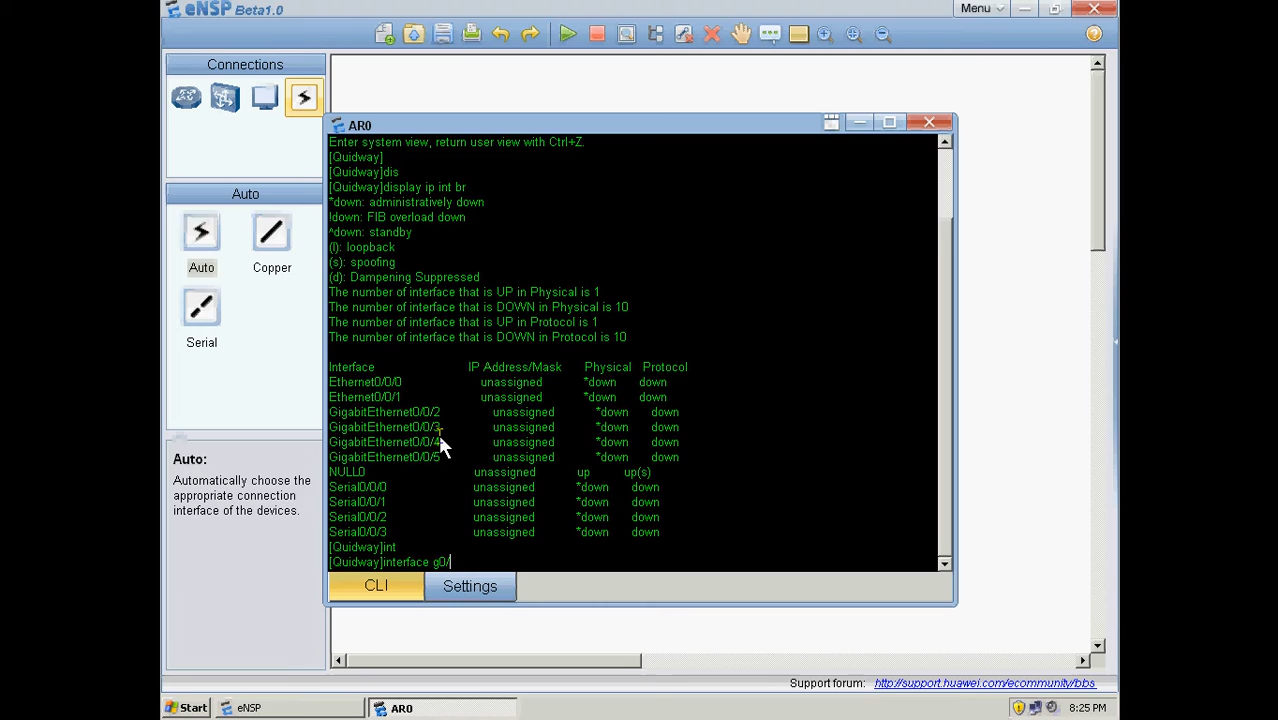 eNSP Beta1.0
Menu
Connections
Auto
Auto
Copper
Serial
Auto:
Choose the
appropriate connection
interface of the devices.
AR0
Enter system view, return user view with Ctrl+Z.
[Quidway]
[Quidway]dis
[Quidway]display ip int br
*down: administratively down
!down: FIB overload down
^down: standby
(l): loopback
(s): spoofing
(d): Dampening Suppressed
The number of interface that is UP in Physical is 1
The number of interface that is DOWN in Physical is 10
The number of interface that is UP in Protocol is 1
The number of interface that is DOWN in Protocol is 10
Interface IP Address/Mask Physical Protocol
Ethernet0/0/0 unassigned *down down
Ethernet0/0/1 unassigned *down down
GigabitEthernet0/0/2 unassigned *down down
GigabitEthernet0/0/3 unassigned *down down
GigabitEthernet0/0/4 unassigned *down down
GigabitEthernet0/0/5 unassigned *down down
NULL0 unassigned up up(s)
Serial0/0/0 unassigned *down down
Serial0/0/1 unassigned *down down
Serial0/0/2 unassigned *down down
Serial0/0/3 unassigned *down down
[Quidway]int
[Quidway]interface g0/
CLI Settings
Support forum: http://support.huawei.com/ecommunity/bbs
Start eNSP AR0 8:25 PM